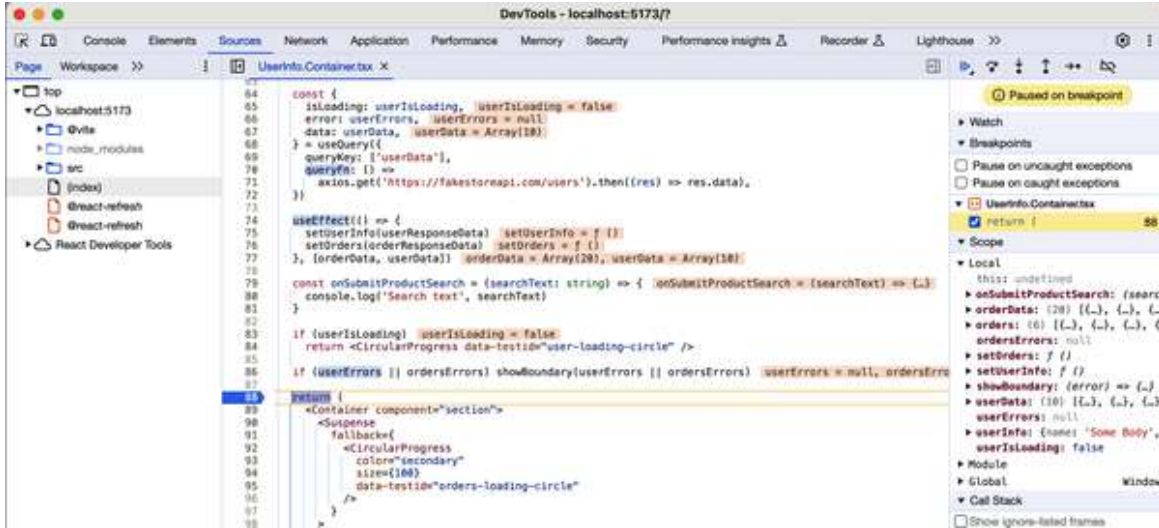 DevTools - localhost:5173/?
Console Elements Sources Network Application Performance Memory Security Performance insights Recorder Lighthouse
Page Workspace UserInfo.Container.tsx ×
top
localhost:5173
@vite
node_modules
src
(index)
@react-refresh
@react-refresh
React Developer Tools
64 const {
65 isLoading: userIsLoading, userIsLoading = false
66 error: userErrors, userErrors = null
67 data: userData, userData = Array(10)
68 } = useQuery({
69 queryKey: ['userData'],
70 queryFn: () =>
71 axios.get('https://fakestoreapi.com/users').then((res) => res.data),
72 })
73
74 useEffect(() => {
75 setUserInfo(userResponseData) setUserInfo = ƒ ()
76 setOrders(orderResponseData) setOrders = ƒ ()
77 }, [orderData, userData]) orderData = Array(20), userData = Array(10)
78
79 const onSubmitProductSearch = (searchText: string) => { onSubmitProductSearch = (searchText) => {…}
80 console.log('Search text', searchText)
81 }
82
83 if (userIsLoading) userIsLoading = false
84 return <CircularProgress data-testid="user-loading-circle" />
85
86 if (userErrors || ordersErrors) showBoundary(userErrors || ordersErrors) userErrors = null, ordersErro
87
88 return (
89 <Container component="section">
90 <Suspense
91 fallback={
92 <CircularProgress
93 color="secondary"
94 size={100}
95 data-testid="orders-loading-circle"
96 />
97 }
98 >
Paused on breakpoint
Watch
Breakpoints
Pause on uncaught exceptions
Pause on caught exceptions
UserInfo.Container.tsx
return ( 88
Scope
Local
this: undefined
onSubmitProductSearch: (searc
orderData: (20) [{…}, {…}, {…
orders: (6) [{…}, {…}, {…}, {
ordersErrors: null
setOrders: ƒ ()
setUserInfo: ƒ ()
showBoundary: (error) => {…}
userData: (10) [{…}, {…}, {…
userErrors: null
userInfo: {name: 'Some Body',
userIsLoading: false
Module
Global Window
Call Stack
Show ignore-listed frames